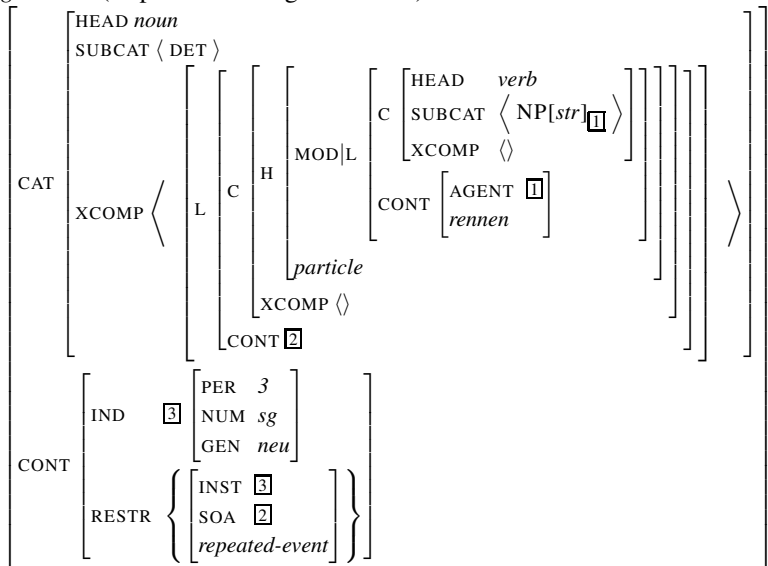 HEAD noun
SUBCAT ⟨ DET ⟩
HEAD verb
C SUBCAT ⟨ NP[str]1 ⟩
MOD|L XCOMP ⟨⟩
H
CAT XCOMP ⟨ L C CONT AGENT 1 ⟩
rennen
particle
XCOMP ⟨⟩
CONT 2
PER 3
IND 3 NUM sg
GEN neu
CONT
INST 3
RESTR { SOA 2 }
repeated-event